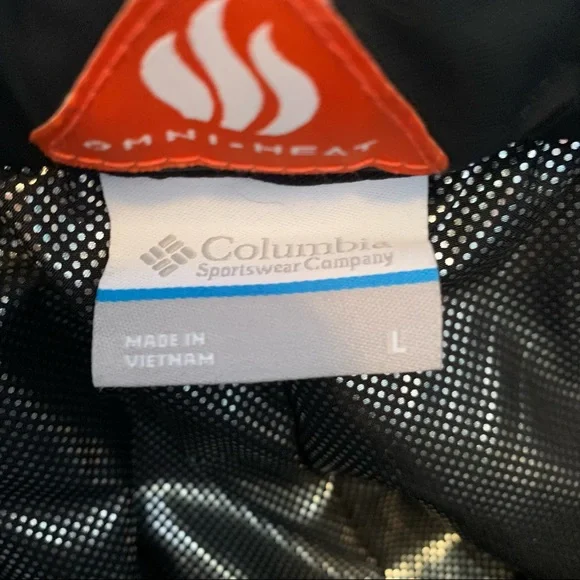 OMNI-HEAT
Columbia
Sportswear Company
MADE IN
VIETNAM
L